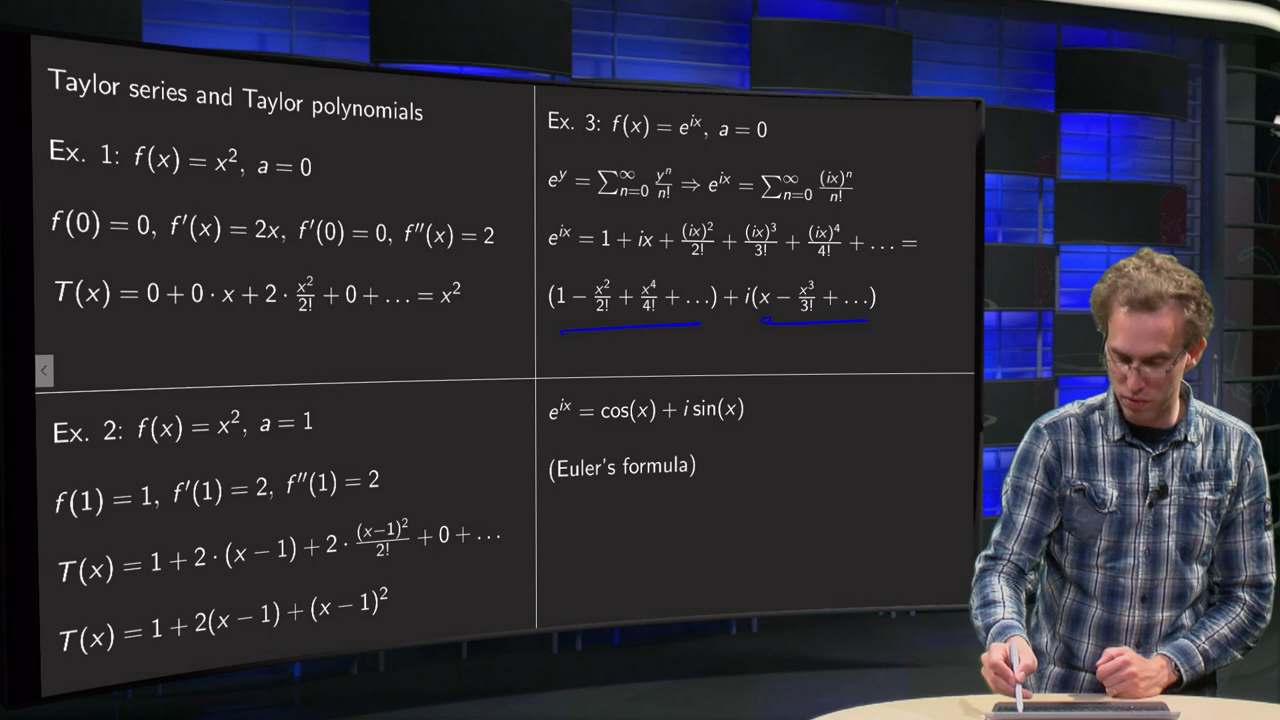 Taylor series and Taylor polynomials
Ex. 1: f(x) = x², a = 0
f(0) = 0, f′(x) = 2x, f′(0) = 0, f″(x) = 2
T(x) = 0 + 0 · x + 2 · x²/2! + 0 + … = x²
Ex. 2: f(x) = x², a = 1
f(1) = 1, f′(1) = 2, f″(1) = 2
T(x) = 1 + 2 · (x − 1) + 2 · (x−1)²/2! + 0 + …
T(x) = 1 + 2(x − 1) + (x − 1)²
Ex. 3: f(x) = e^{ix}, a = 0
e^y = ∑_{n=0}^{∞} y^n/n! ⇒ e^{ix} = ∑_{n=0}^{∞} (ix)^n/n!
e^{ix} = 1 + ix + (ix)²/2! + (ix)³/3! + (ix)⁴/4! + … =
(1 − x²/2! + x⁴/4! + …) + i(x − x³/3! + …)
e^{ix} = cos(x) + i sin(x)
(Euler's formula)